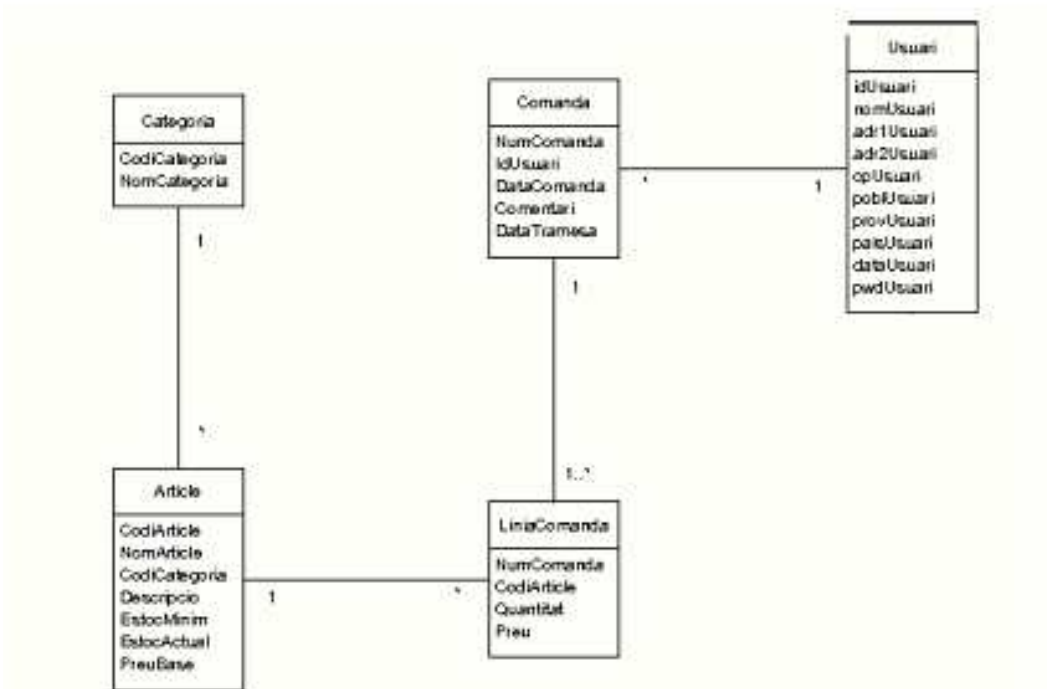 Categoria
CodiCategoria
NomCategoria
1
*
Article
CodiArticle
NomArticle
CodiCategoria
Descripcio
EstocMinim
EstocActual
PreuBase
1
*
Comanda
NumComanda
IdUsuari
DataComanda
Comentari
DataTramesa
*
1
1
1..*
LiniaComanda
NumComanda
CodiArticle
Quantitat
Preu
Usuari
idUsuari
nomUsuari
adr1Usuari
adr2Usuari
cpUsuari
poblUsuari
provUsuari
paisUsuari
dataUsuari
pwdUsuari